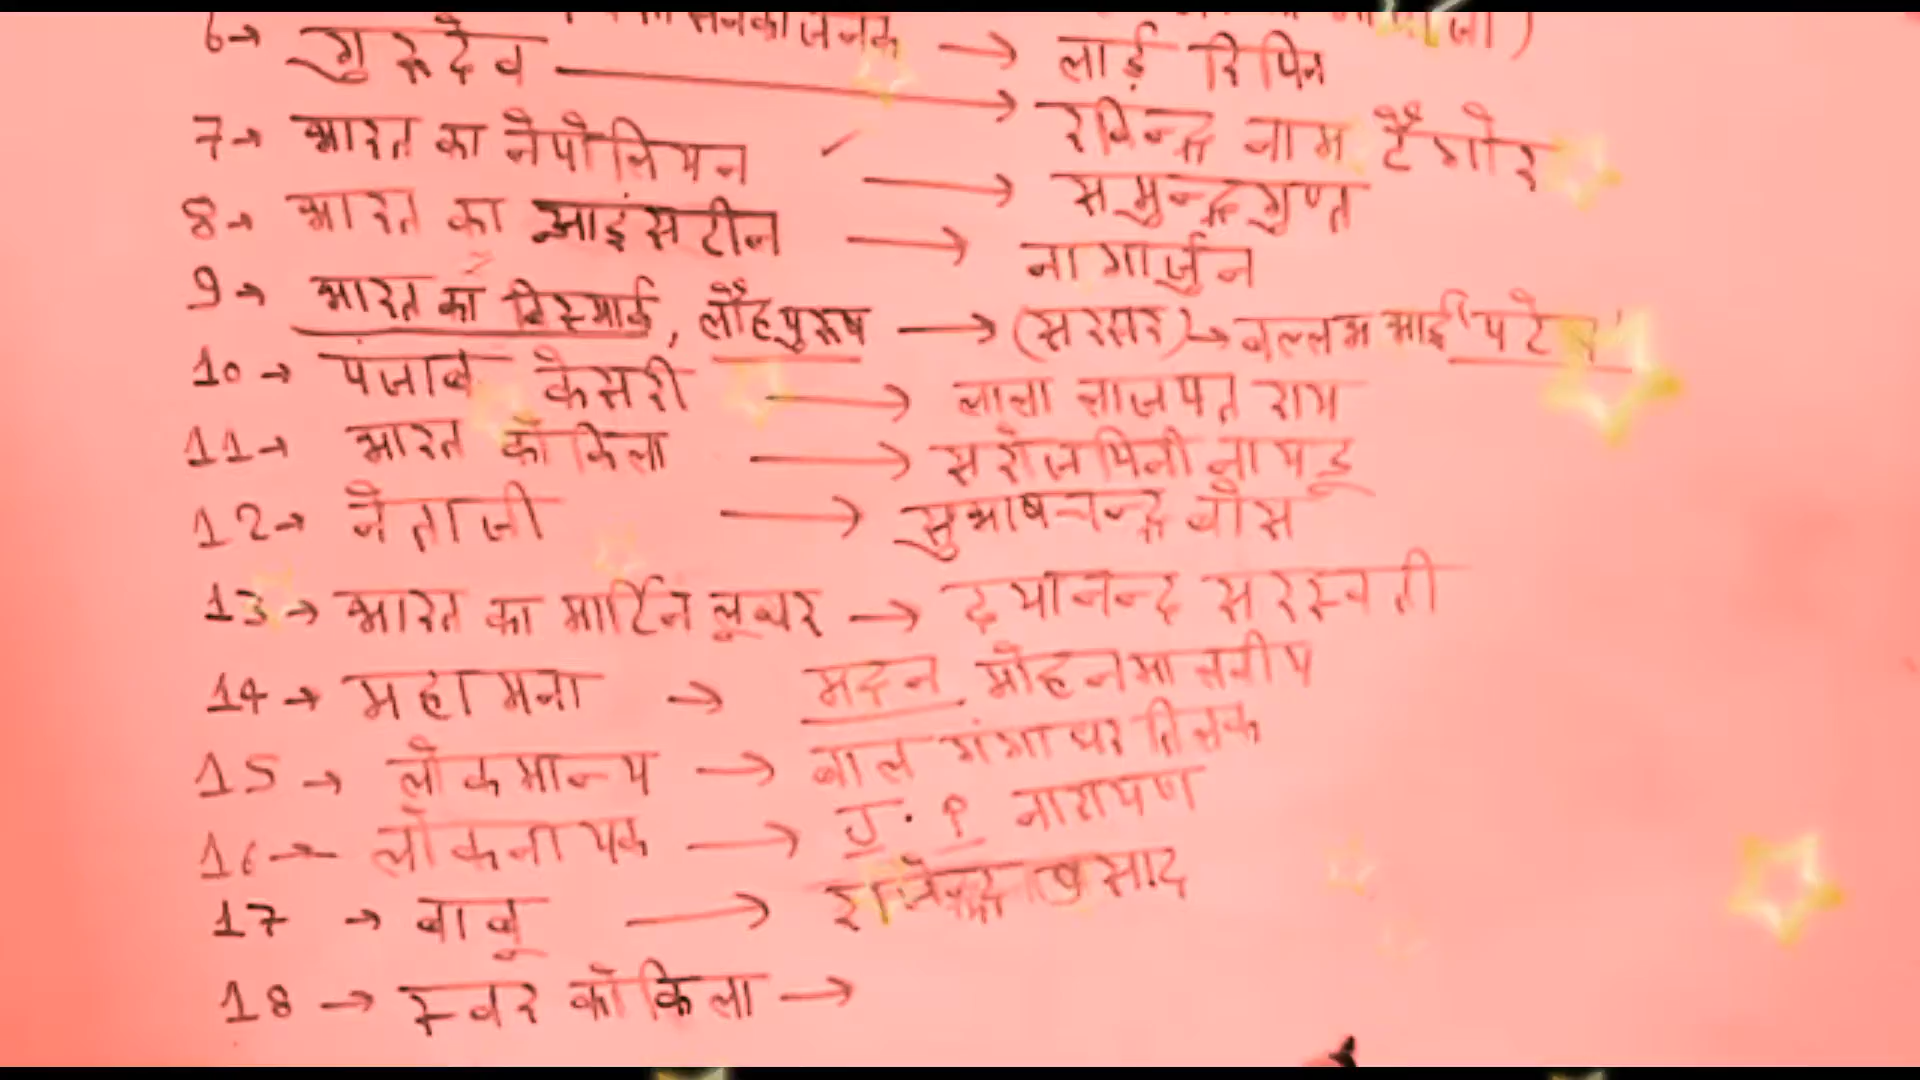 जनक → लार्ड रिपिन
6→ गुरूदेव → रविन्द्र नाथ टैगोर
7→ भारत का नेपोलियन → समुन्द्रगुप्त
8→ भारत का आइंसटीन → नागार्जुन
9→ भारत का बिस्मार्क, लौहपुरुष → (सरदार)→ वल्लभ भाई "पटेल"
10→ पंजाब केसरी → लाला लाजपत राय
11→ भारत कोकिला → सरोजिनी नायडू
12→ नेताजी → सुभाषचन्द्र बोस
13→ भारत का मार्टिन लूथर → दयानन्द सरस्वती
14→ महामना → मदन मोहन मालवीय
15→ लोकमान्य → बाल गंगाधर तिलक
16→ लोकनायक → J.P नारायण
17→ बाबू → राजेन्द्र प्रसाद
18→ स्वर कोकिला →